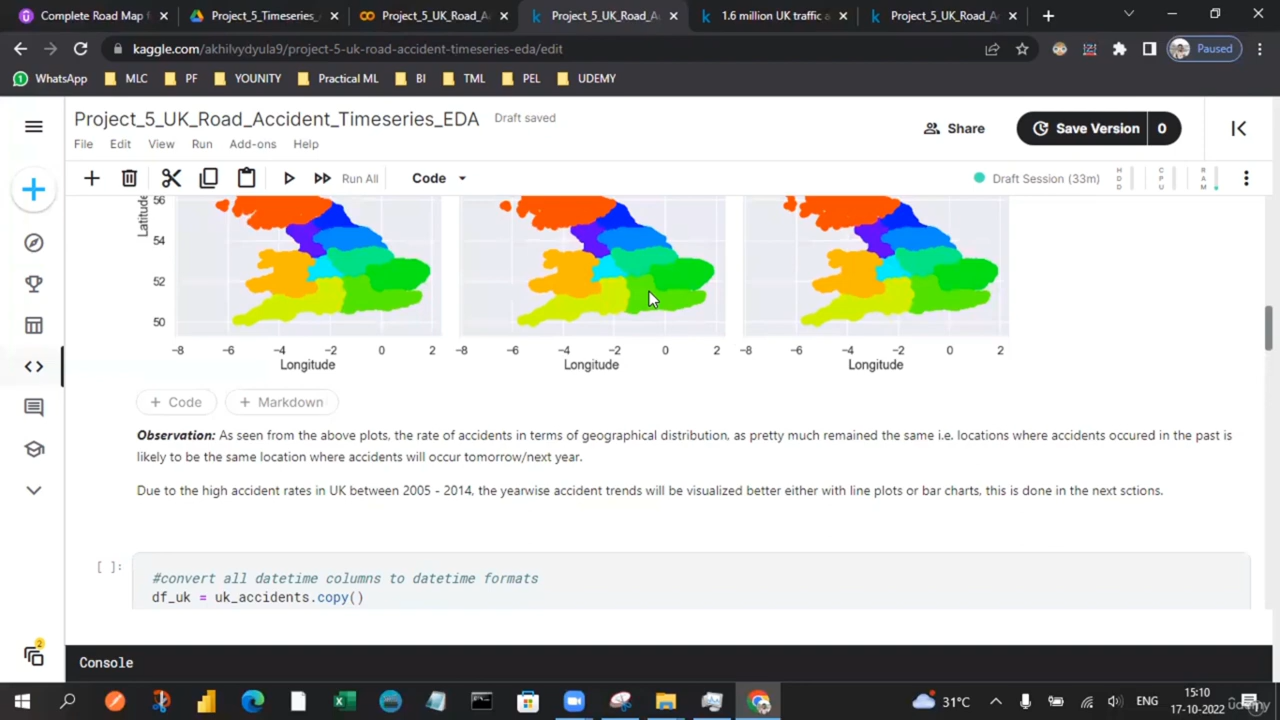 Complete Road Map f
Project_5_Timeseries_
Project_5_UK_Road_A
Project_5_UK_Road_A
1.6 million UK traffic a
Project_5_UK_Road_A
kaggle.com/akhilvydyula9/project-5-uk-road-accident-timeseries-eda/edit
Paused
WhatsApp MLC PF YOUNITY Practical ML BI TML PEL UDEMY
Project_5_UK_Road_Accident_Timeseries_EDA Draft saved
Share Save Version 0
File Edit View Run Add-ons Help
Run All Code Draft Session (33m) HDD CPU RAM
Latitude
56
54
52
50
−8 −6 −4 −2 0 2 −8 −6 −4 −2 0 2 −8 −6 −4 −2 0 2
Longitude Longitude Longitude
+ Code + Markdown
Observation: As seen from the above plots, the rate of accidents in terms of geographical distribution, as pretty much remained the same i.e. locations where accidents occured in the past is
likely to be the same location where accidents will occur tomorrow/next year.
Due to the high accident rates in UK between 2005 - 2014, the yearwise accident trends will be visualized better either with line plots or bar charts, this is done in the next sctions.
[ ]:
#convert all datetime columns to datetime formats
df_uk = uk_accidents.copy()
2
Console
31°C ENG 15:10
17-10-2022
udemy